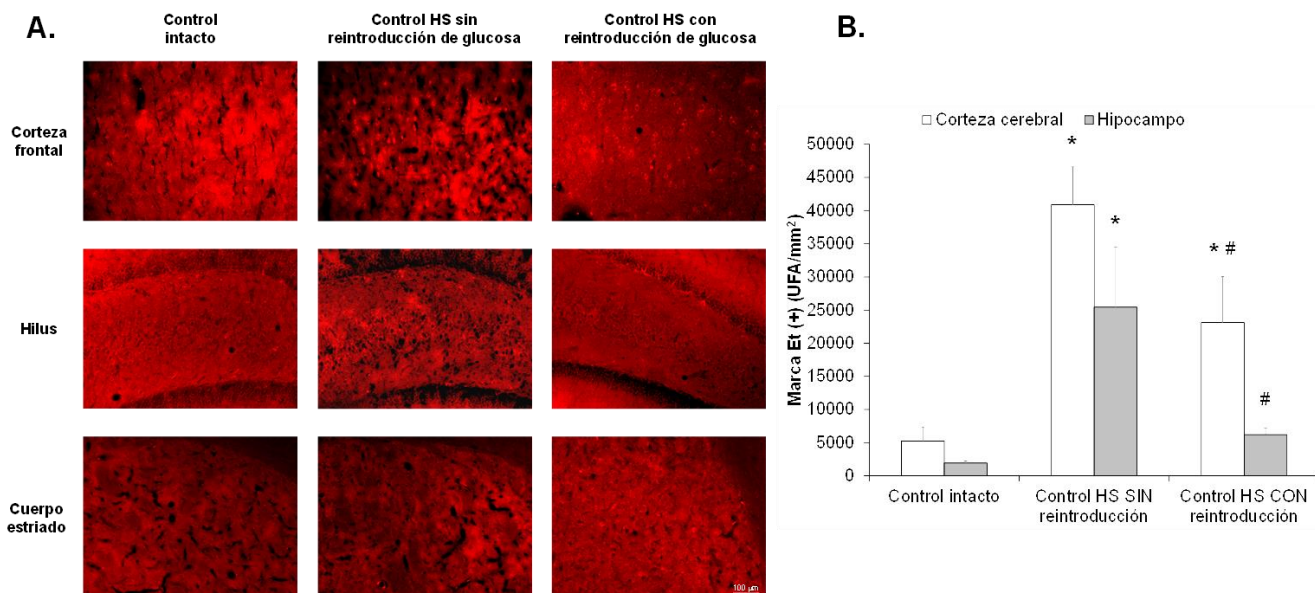 A.
Control
intacto
Control HS sin
reintroducción de glucosa
Control HS con
reintroducción de glucosa
Corteza
frontal
Hilus
Cuerpo
estriado
100 µm
B.
Corteza cerebral
Hipocampo
Marca Et (+) (UFA/mm²)
50000
45000
40000
35000
30000
25000
20000
15000
10000
5000
0
*
*
* #
#
Control intacto
Control HS SIN
reintroducción
Control HS CON
reintroducción